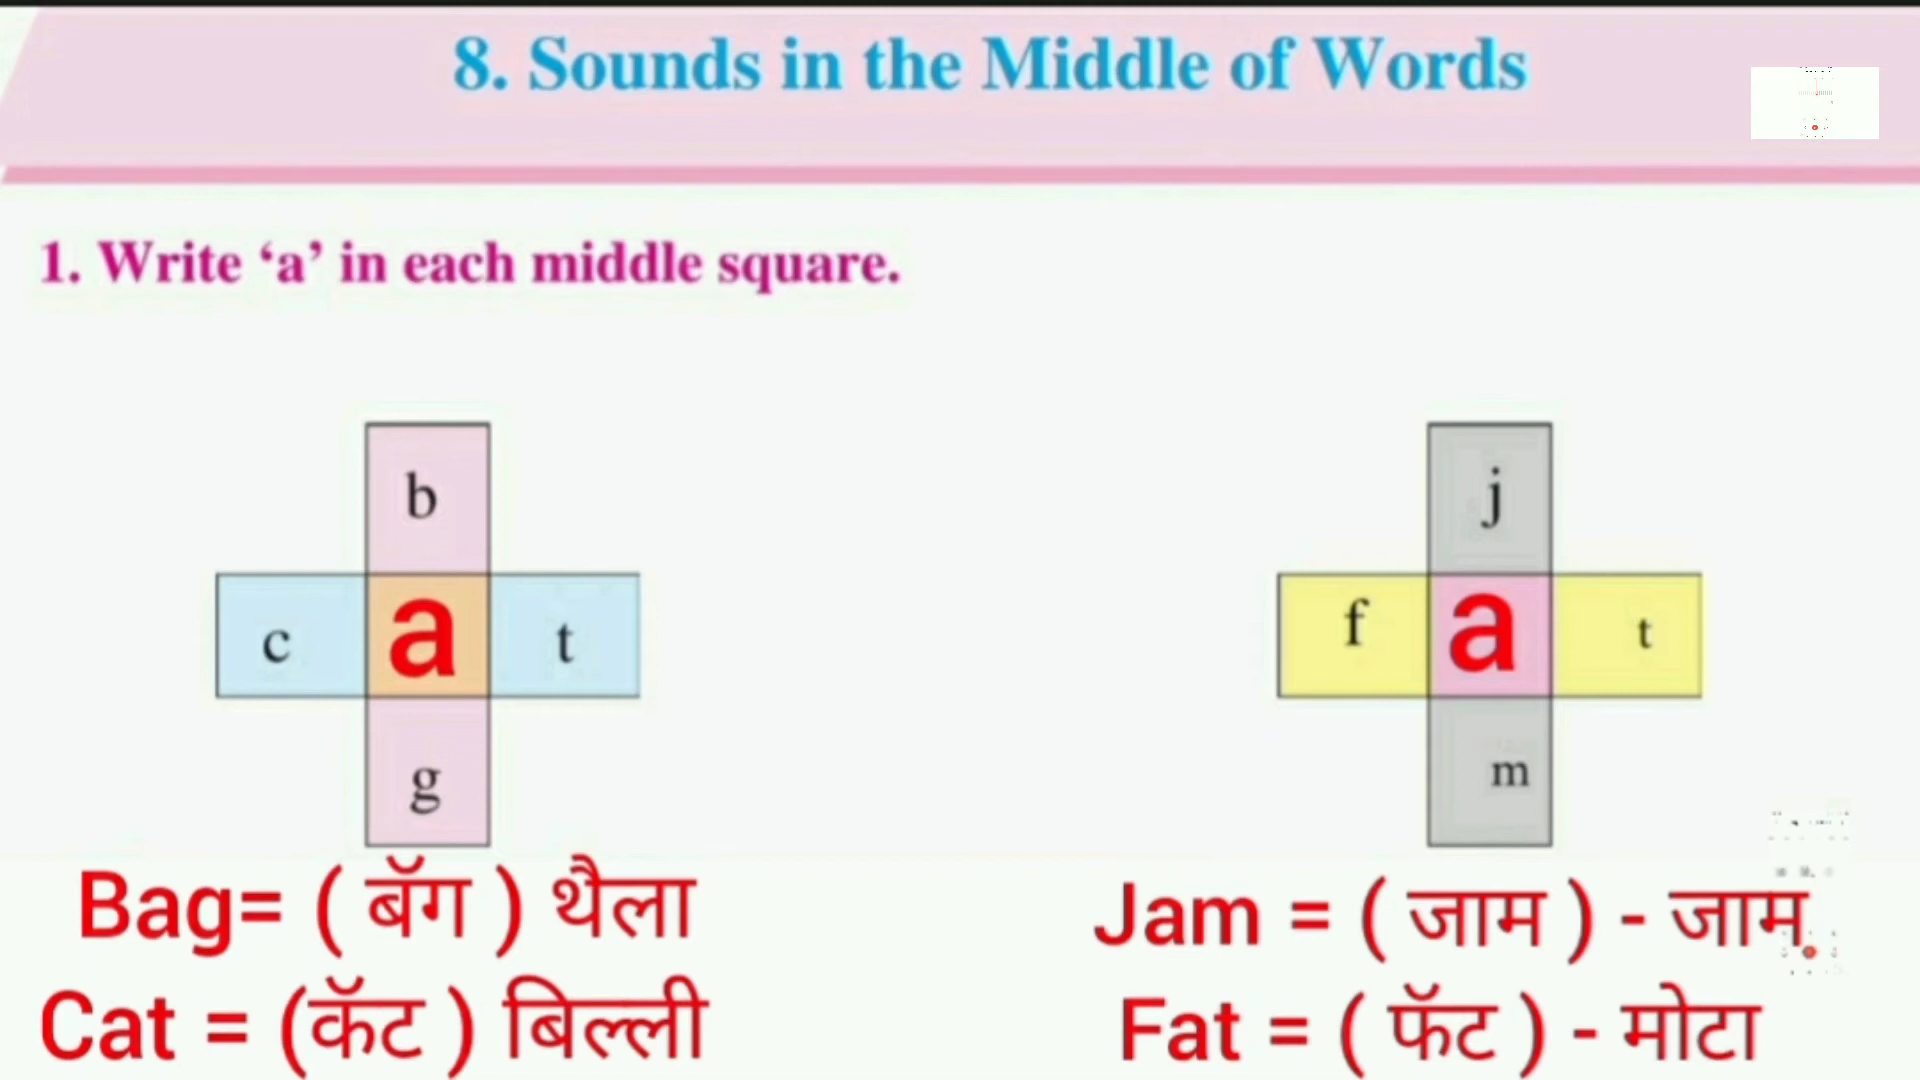 8. Sounds in the Middle of Words
1. Write ‘a’ in each middle square.
b
c a t
g
j
f a t
m
Bag= ( बॅग ) थैला
Cat = (कॅट ) बिल्ली
Jam = ( जाम ) - जाम
Fat = ( फॅट ) - मोटा